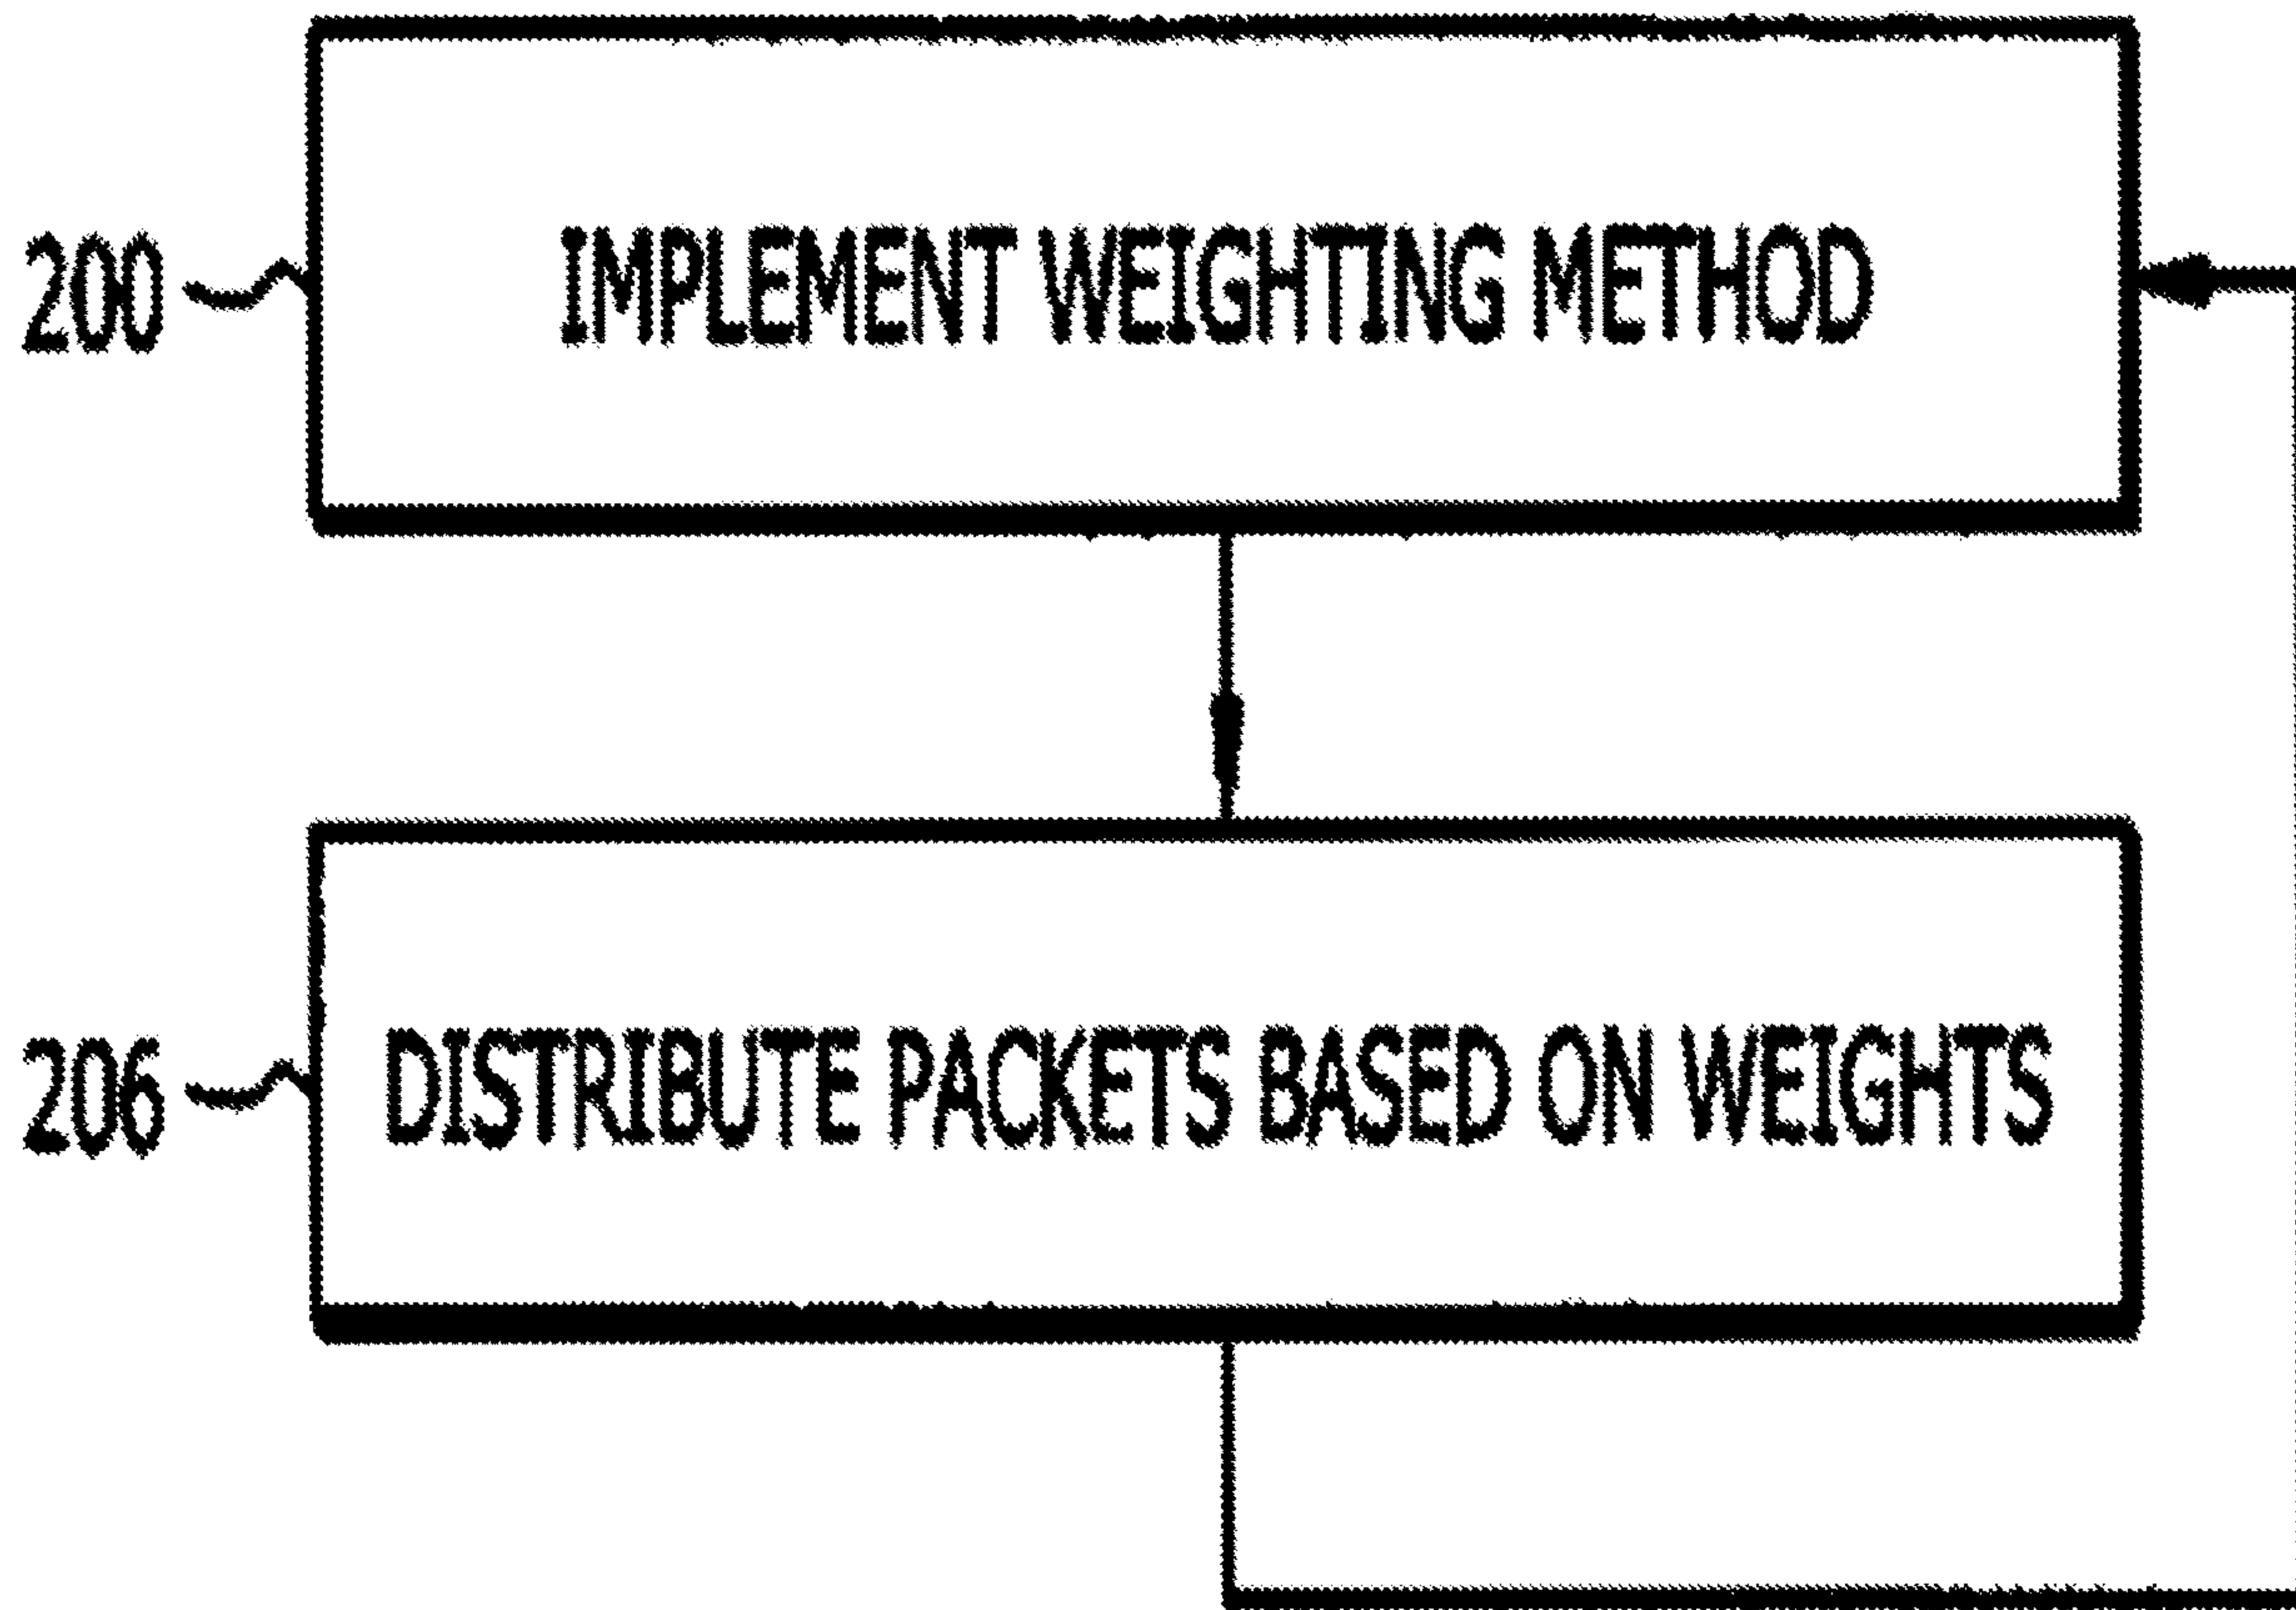 200
IMPLEMENT WEIGHTING METHOD
206
DISTRIBUTE PACKETS BASED ON WEIGHTS